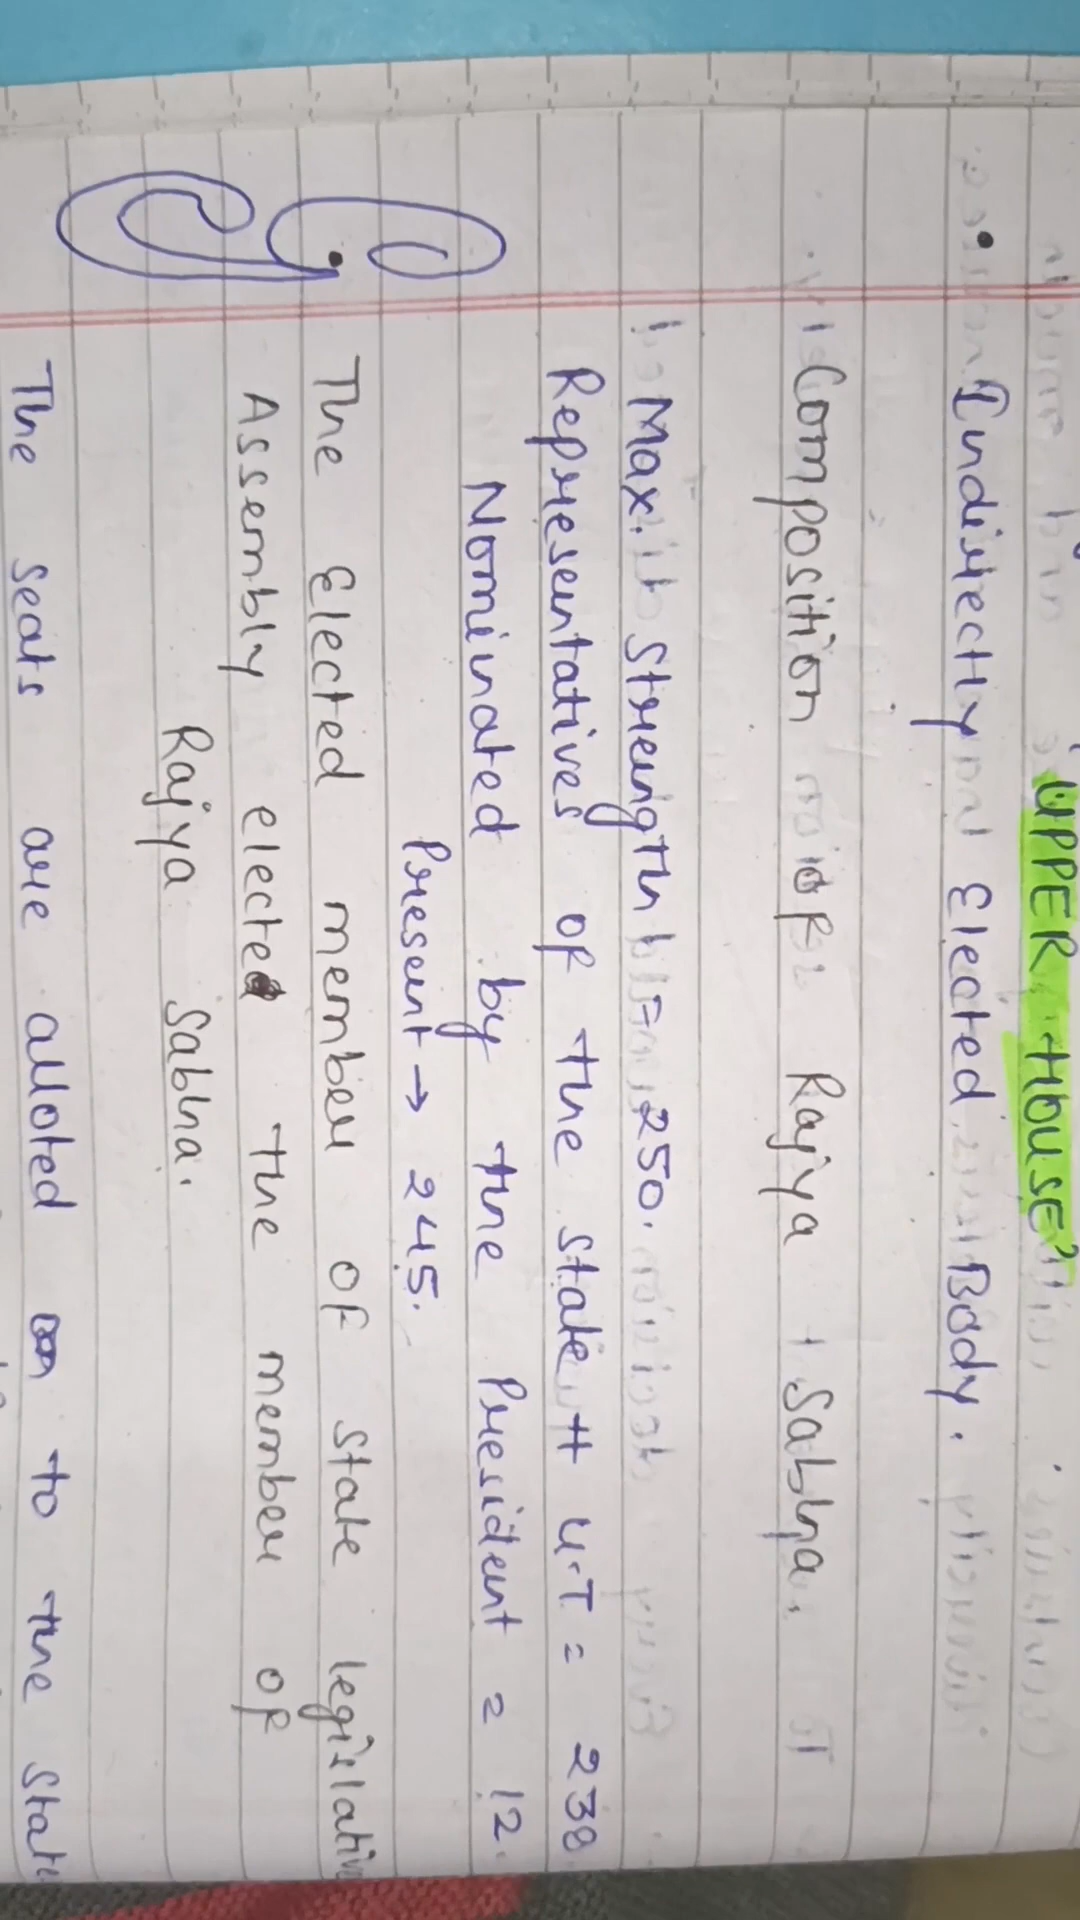 UPPER HOUSE"
• Indirectly Elected Body.
Composition of Rajya Sabha.
Max. Strength = 250.
Representatives of the state + U.T = 238.
Nominated by the President = 12.
Present → 245.
• The Elected member of state legislative
Assembly elected the member of
Rajya Sabha.
The seats are alloted on to the state